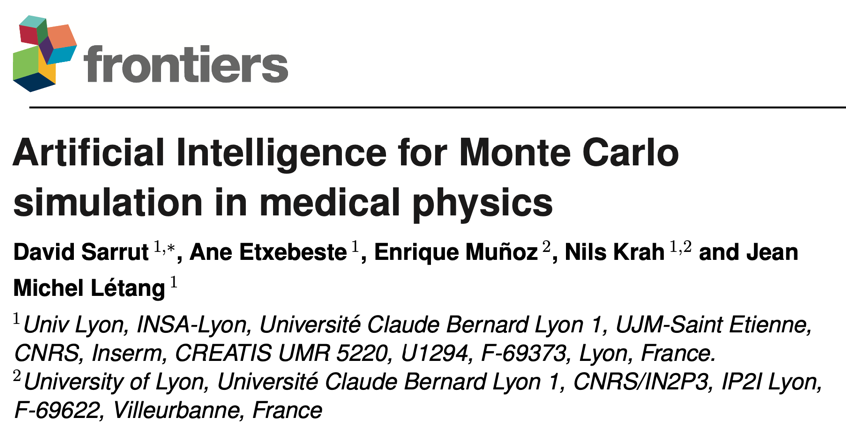 frontiers
Artificial Intelligence for Monte Carlo
simulation in medical physics
David Sarrut 1,*, Ane Etxebeste 1, Enrique Muñoz 2, Nils Krah 1,2 and Jean
Michel Létang 1
1 Univ Lyon, INSA-Lyon, Université Claude Bernard Lyon 1, UJM-Saint Etienne,
CNRS, Inserm, CREATIS UMR 5220, U1294, F-69373, Lyon, France.
2 University of Lyon, Université Claude Bernard Lyon 1, CNRS/IN2P3, IP2I Lyon,
F-69622, Villeurbanne, France